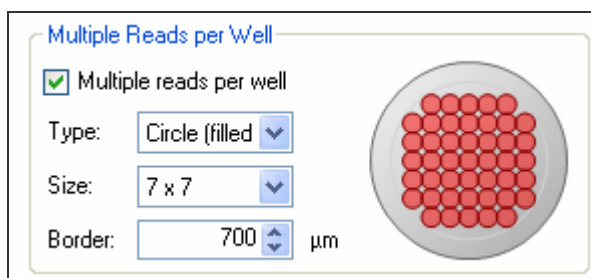 Multiple Reads per Well
Multiple reads per well
Type: Circle (filled
Size: 7 x 7
Border: 700 µm